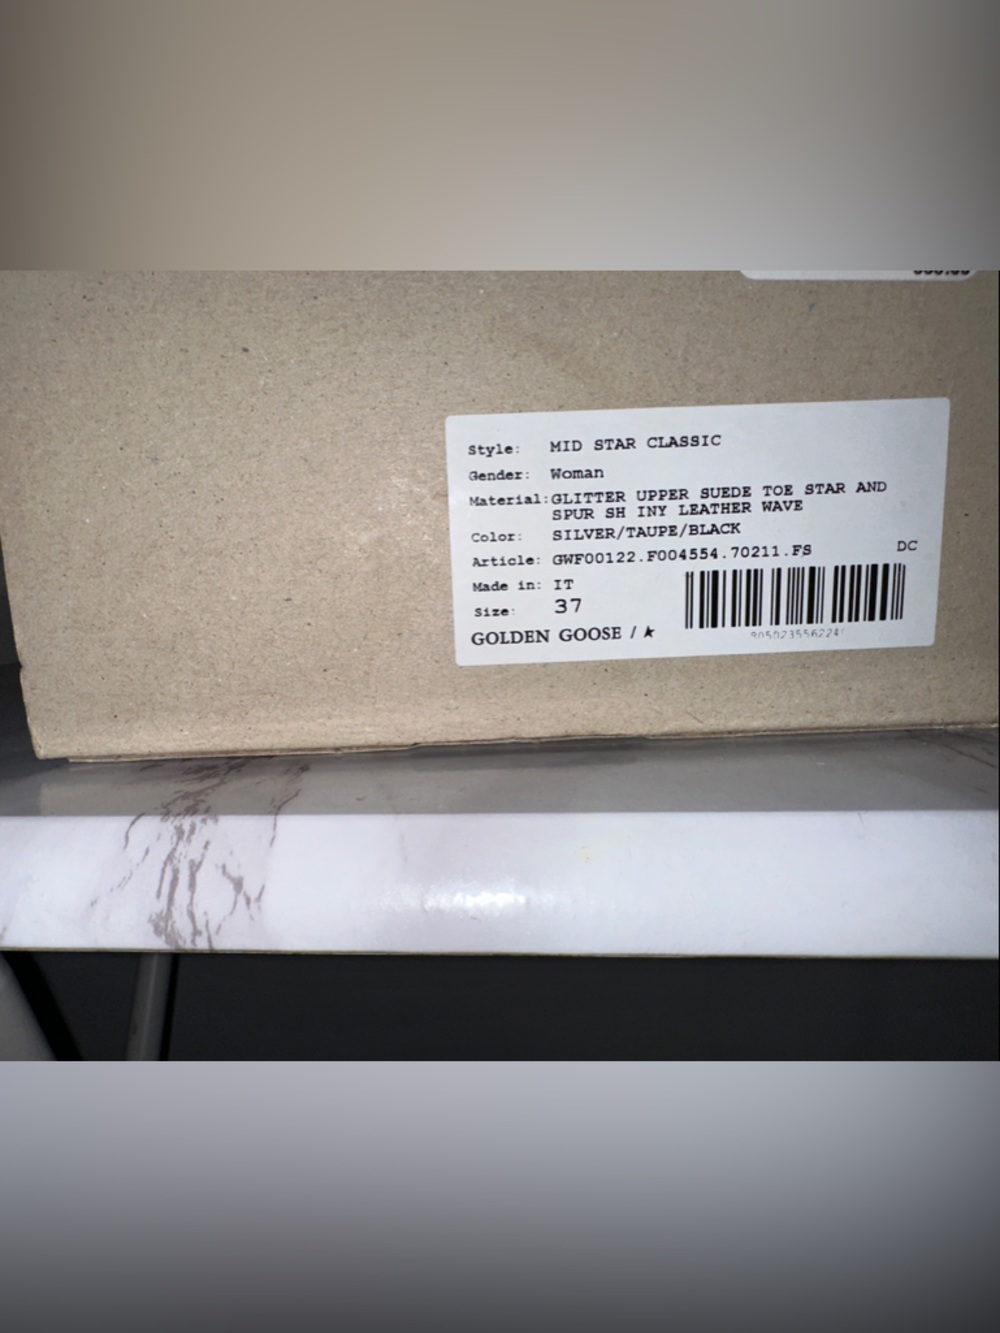 Style: MID STAR CLASSIC
Gender: Woman
Material: GLITTER UPPER SUEDE TOE STAR AND
SPUR SH INY LEATHER WAVE
Color: SILVER/TAUPE/BLACK
Article: GWF00122.F004554.70211.FS DC
Made in: IT
Size: 37
GOLDEN GOOSE / ★